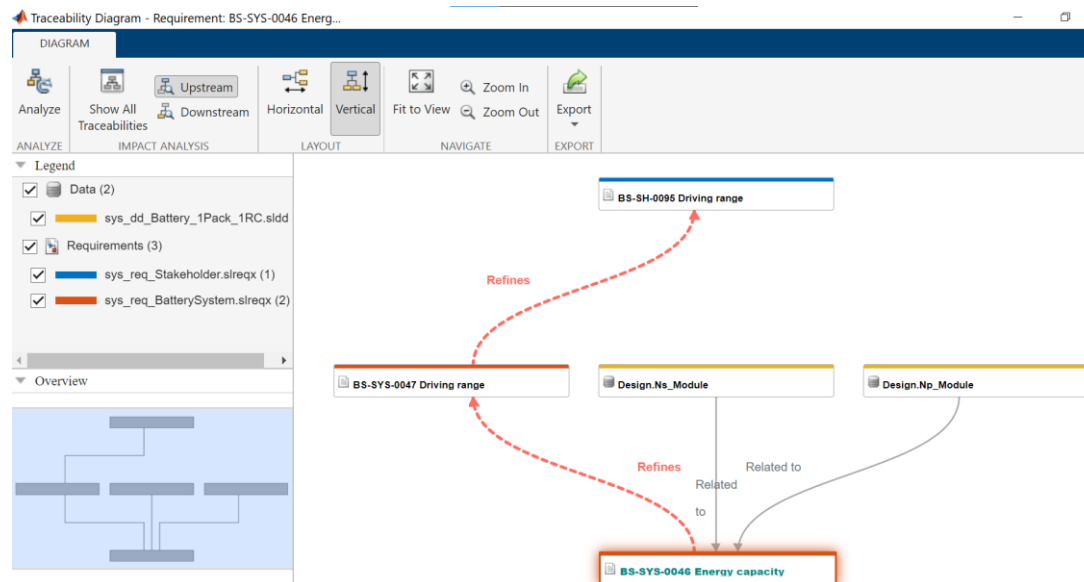 Traceability Diagram - Requirement: BS-SYS-0046 Energ...
DIAGRAM
Analyze
Show All
Traceabilities
Upstream
Downstream
Horizontal
Vertical
Fit to View
Zoom In
Zoom Out
Export
ANALYZE
IMPACT ANALYSIS
LAYOUT
NAVIGATE
EXPORT
Legend
Data (2)
sys_dd_Battery_1Pack_1RC.sldd
Requirements (3)
sys_req_Stakeholder.slreqx (1)
sys_req_BatterySystem.slreqx (2)
Overview
BS-SH-0095 Driving range
Refines
BS-SYS-0047 Driving range
Design.Ns_Module
Design.Np_Module
Refines
Related
to
Related to
BS-SYS-0046 Energy capacity